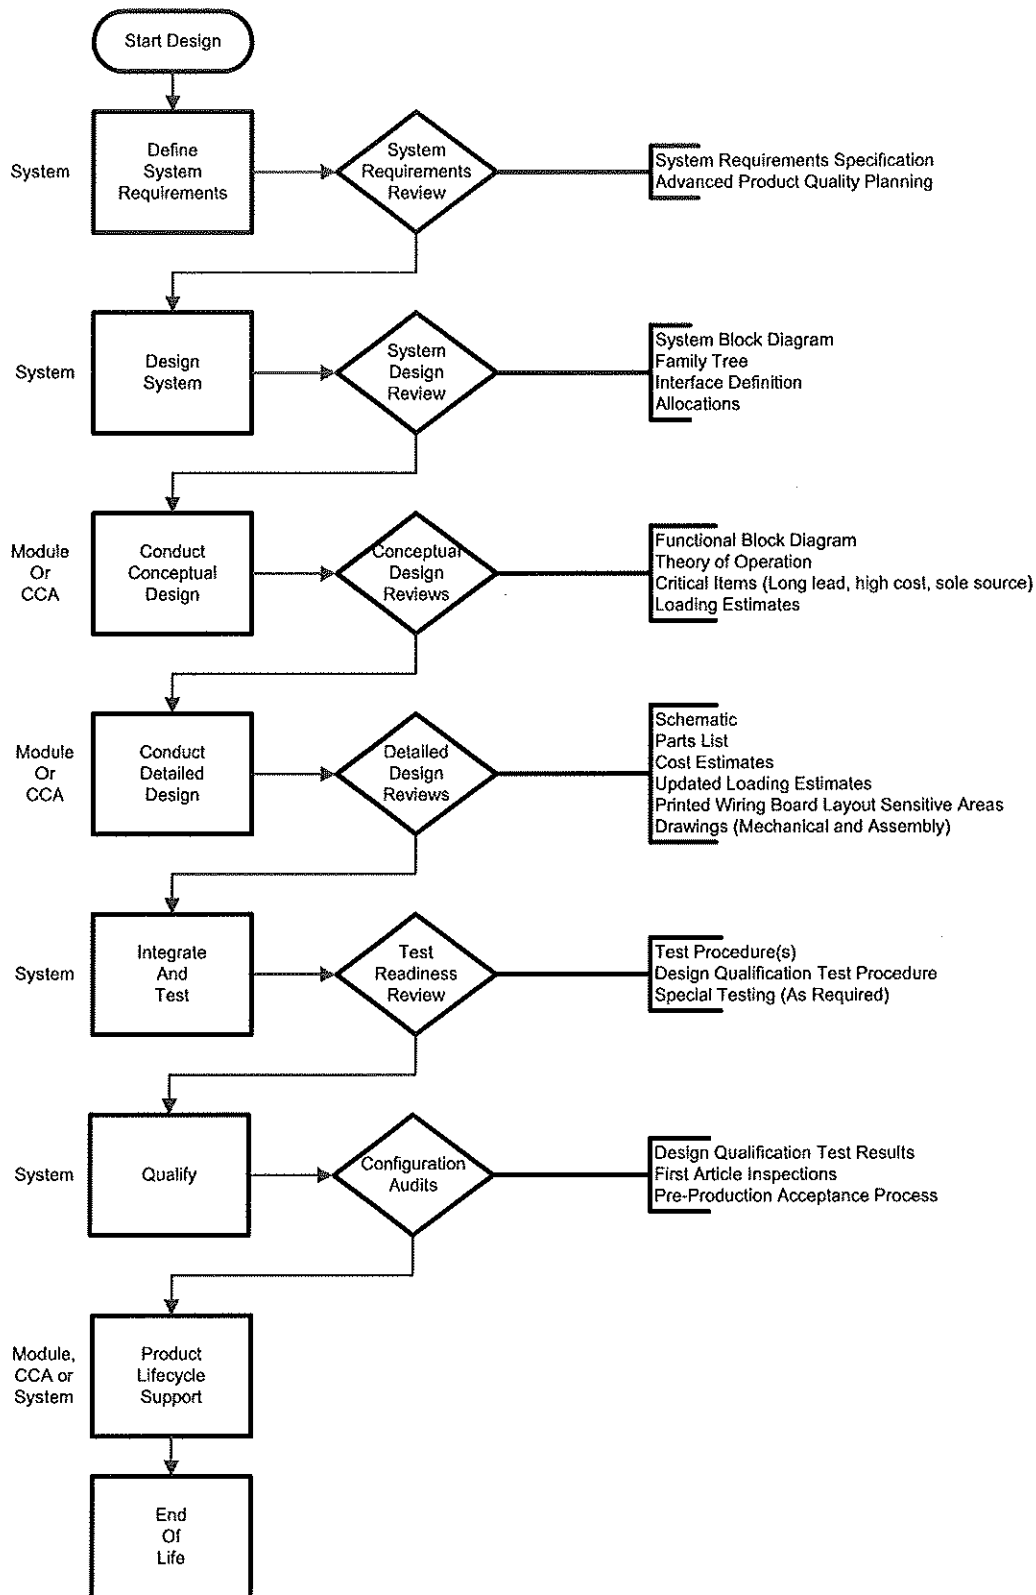 Start Design
System
Define
System
Requirements
System
Requirements
Review
System Requirements Specification
Advanced Product Quality Planning
System
Design
System
System
Design
Review
System Block Diagram
Family Tree
Interface Definition
Allocations
Module
Or
CCA
Conduct
Conceptual
Design
Conceptual
Design
Reviews
Functional Block Diagram
Theory of Operation
Critical Items (Long lead, high cost, sole source)
Loading Estimates
Module
Or
CCA
Conduct
Detailed
Design
Detailed
Design
Reviews
Schematic
Parts List
Cost Estimates
Updated Loading Estimates
Printed Wiring Board Layout Sensitive Areas
Drawings (Mechanical and Assembly)
System
Integrate
And
Test
Test
Readiness
Review
Test Procedure(s)
Design Qualification Test Procedure
Special Testing (As Required)
System
Qualify
Configuration
Audits
Design Qualification Test Results
First Article Inspections
Pre-Production Acceptance Process
Module,
CCA or
System
Product
Lifecycle
Support
End
Of
Life